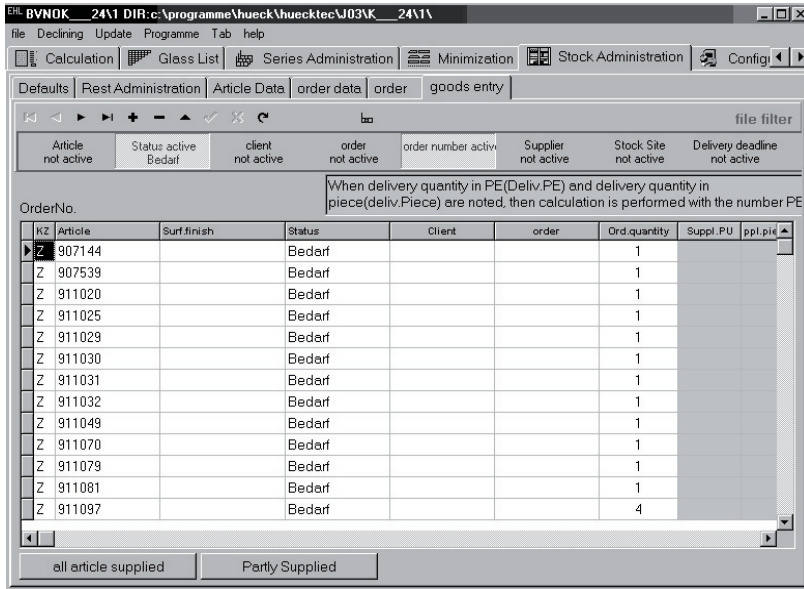 EHL BVNOK___24\1 DIR:c:\programme\hueck\huecktec\J03\K___24\1\
file Declining Update Programme Tab help
Calculation Glass List Series Administration Minimization Stock Administration Config
Defaults Rest Administration Article Data order data order goods entry
file filter
Article not active
Status active Bedarf
client not active
order not active
order number active
Supplier not active
Stock Site not active
Delivery deadline not active
When delivery quantity in PE(Deliv.PE) and delivery quantity in
piece(deliv.Piece) are noted, then calculation is performed with the number PE
OrderNo.
KZ Article Surf.finish Status Client order Ord.quantity Suppl.PU ppl.pie
Z 907144 Bedarf 1
Z 907539 Bedarf 1
Z 911020 Bedarf 1
Z 911025 Bedarf 1
Z 911029 Bedarf 1
Z 911030 Bedarf 1
Z 911031 Bedarf 1
Z 911032 Bedarf 1
Z 911049 Bedarf 1
Z 911070 Bedarf 1
Z 911079 Bedarf 1
Z 911081 Bedarf 1
Z 911097 Bedarf 4
all article supplied Partly Supplied